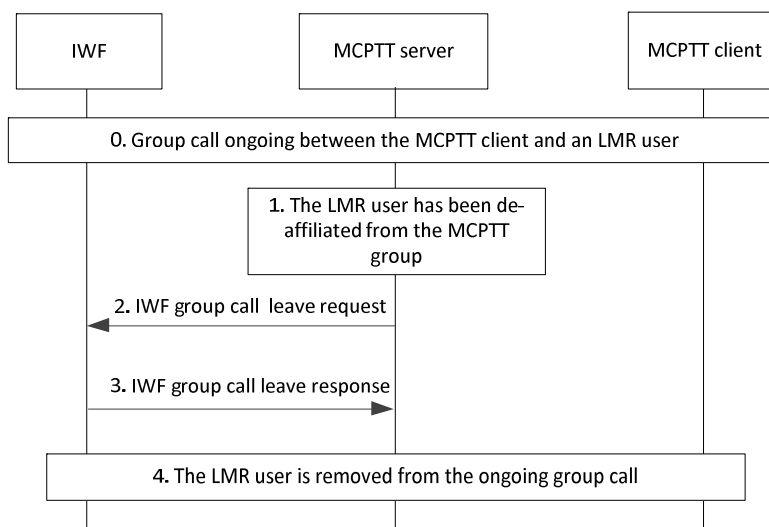 IWF
MCPTT server
MCPTT client
0. Group call ongoing between the MCPTT client and an LMR user
1. The LMR user has been de-
affiliated from the MCPTT
group
2. IWF group call  leave request
3. IWF group call leave response
4. The LMR user is removed from the ongoing group call